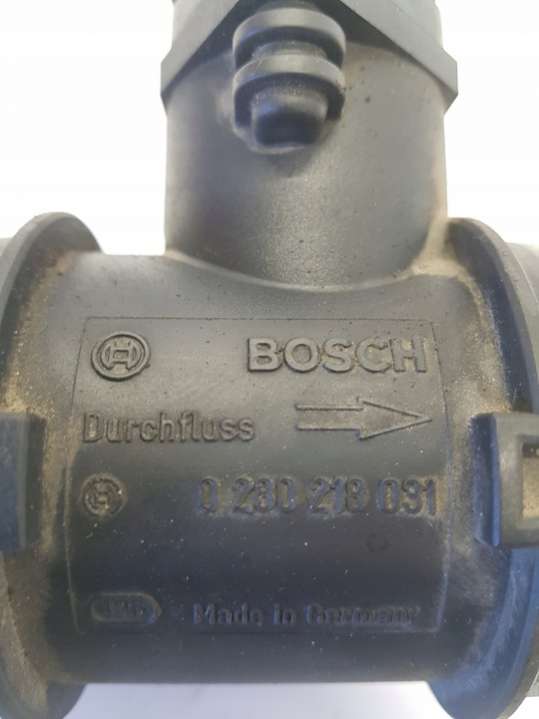 BOSCH
Durchfluss
0 280 218 031
Made in Germany